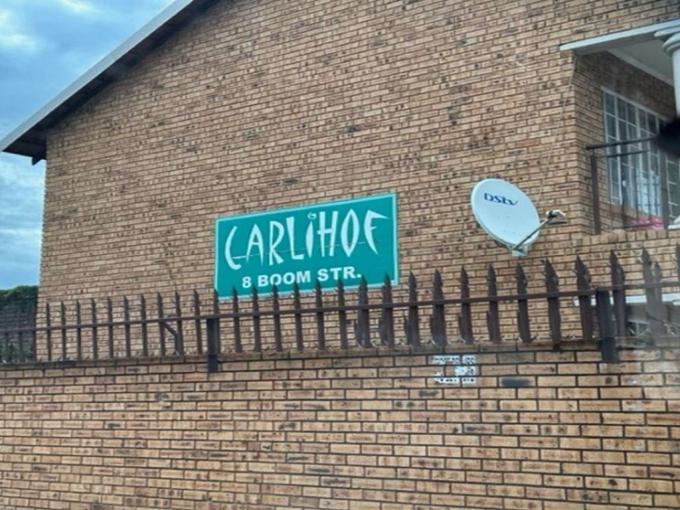 CARLiHOF
8 BOOM STR.
DStv